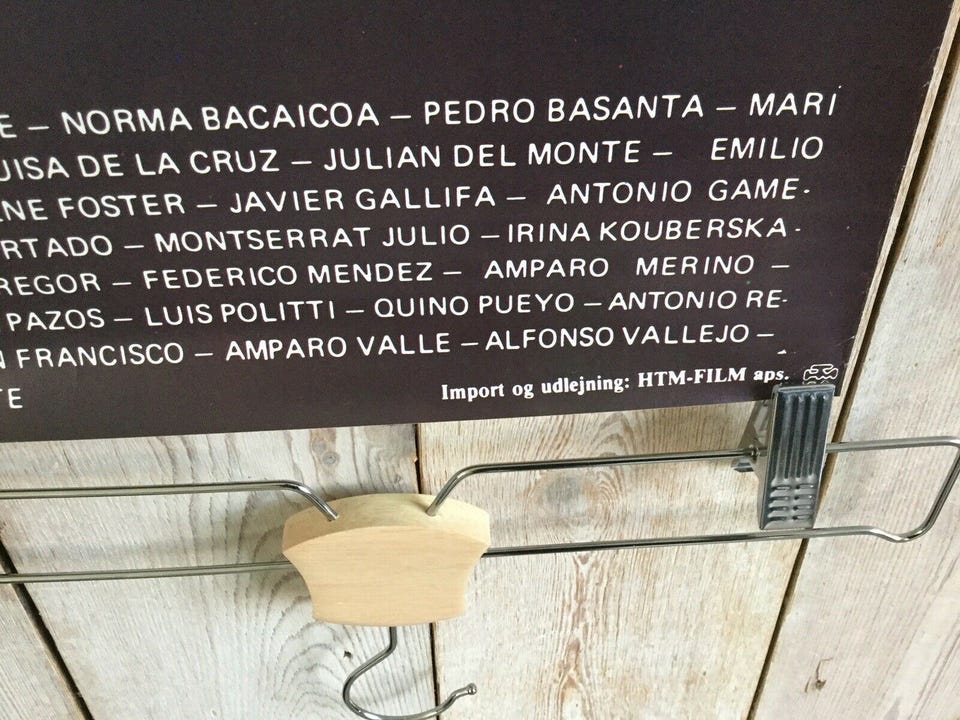 E – NORMA BACAICOA – PEDRO BASANTA – MARI
UISA DE LA CRUZ – JULIAN DEL MONTE – EMILIO
ENE FOSTER – JAVIER GALLIFA – ANTONIO GAME-
RTADO – MONTSERRAT JULIO – IRINA KOUBERSKA-
REGOR – FEDERICO MENDEZ – AMPARO MERINO –
PAZOS – LUIS POLITTI – QUINO PUEYO – ANTONIO RE-
N FRANCISCO – AMPARO VALLE – ALFONSO VALLEJO –
TE
Import og udlejning: HTM-FILM aps.